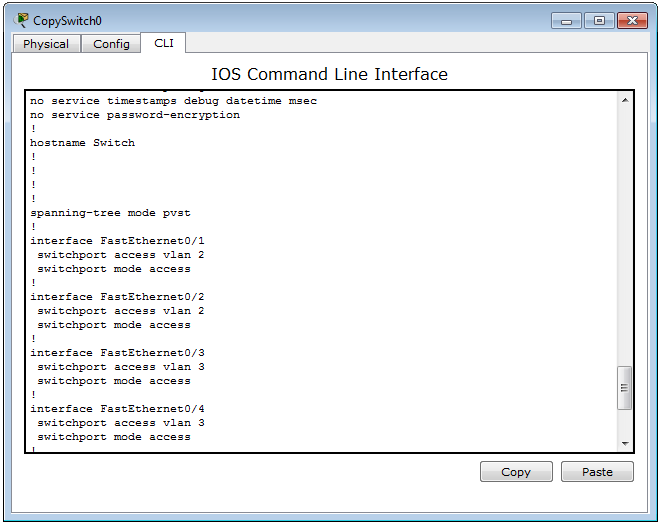 CopySwitch0
Physical Config CLI
IOS Command Line Interface
no service timestamps debug datetime msec
no service password-encryption
!
hostname Switch
!
!
!
!
spanning-tree mode pvst
!
interface FastEthernet0/1
switchport access vlan 2
switchport mode access
!
interface FastEthernet0/2
switchport access vlan 2
switchport mode access
!
interface FastEthernet0/3
switchport access vlan 3
switchport mode access
!
interface FastEthernet0/4
switchport access vlan 3
switchport mode access
!
Copy Paste